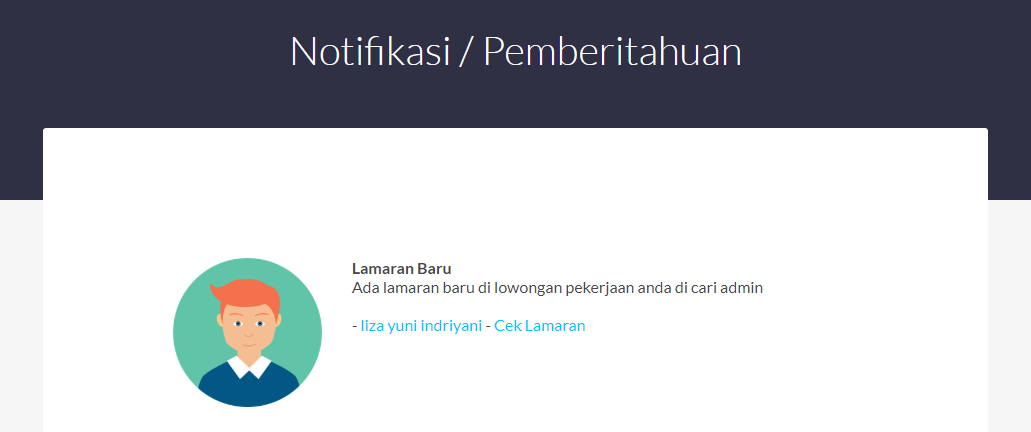 Notifikasi / Pemberitahuan
Lamaran Baru
Ada lamaran baru di lowongan pekerjaan anda di cari admin
- liza yuni indriyani - Cek Lamaran